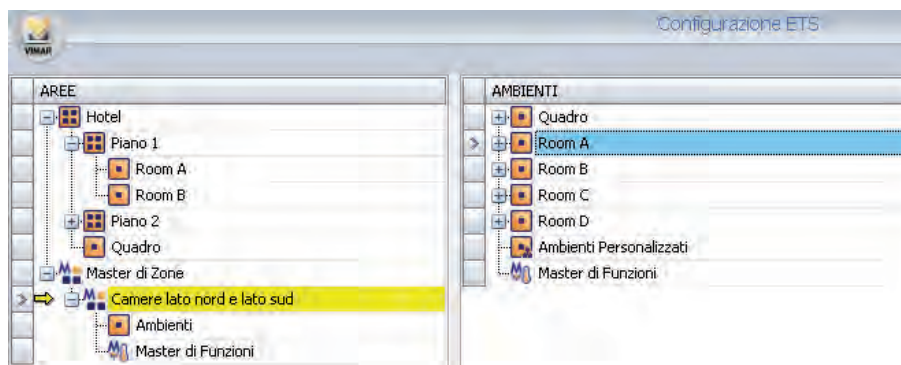 Configurazione ETS
VIMAR
AREE
Hotel
Piano 1
Room A
Room B
Piano 2
Quadro
Master di Zone
Camere lato nord e lato sud
Ambienti
Master di Funzioni
AMBIENTI
Quadro
Room A
Room B
Room C
Room D
Ambienti Personalizzati
Master di Funzioni